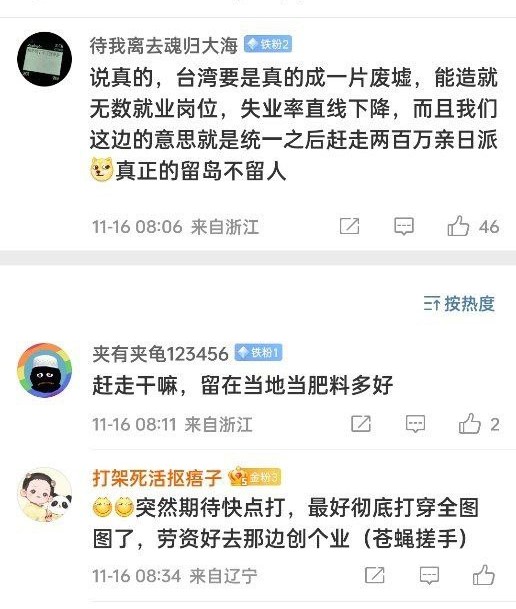 待我离去魂归大海 铁粉2
说真的，台湾要是真的成一片废墟，能造就
无数就业岗位，失业率直线下降，而且我们
这边的意思就是统一之后赶走两百万亲日派
真正的留岛不留人
11-16 08:06 来自浙江 46
按热度
夹有夹龟123456 铁粉1
赶走干嘛，留在当地当肥料多好
11-16 08:11 来自浙江 2
打架死活抠痦子 金粉3
突然期待快点打，最好彻底打穿全图
图了，劳资好去那边创个业（苍蝇搓手）
11-16 08:34 来自辽宁